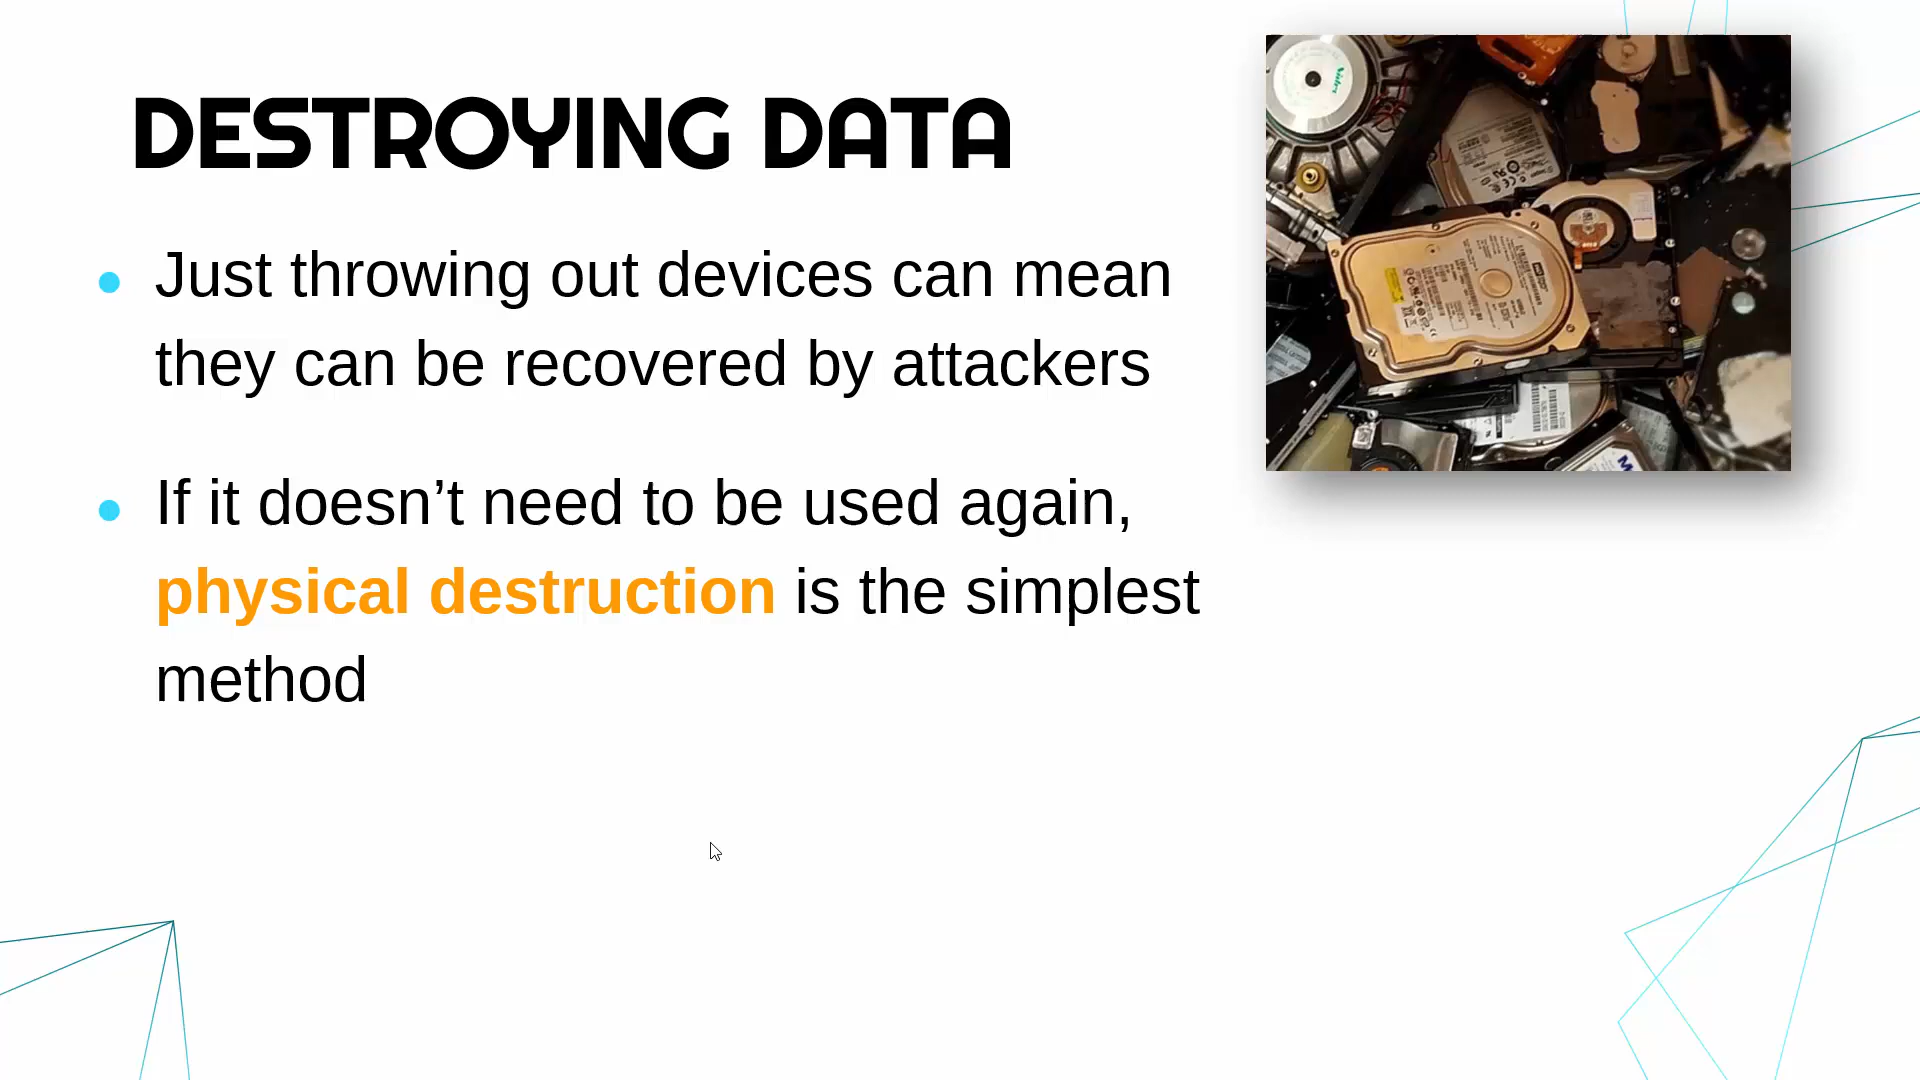 DESTROYING DATA
Just throwing out devices can mean
they can be recovered by attackers
If it doesn’t need to be used again,
physical destruction is the simplest
method